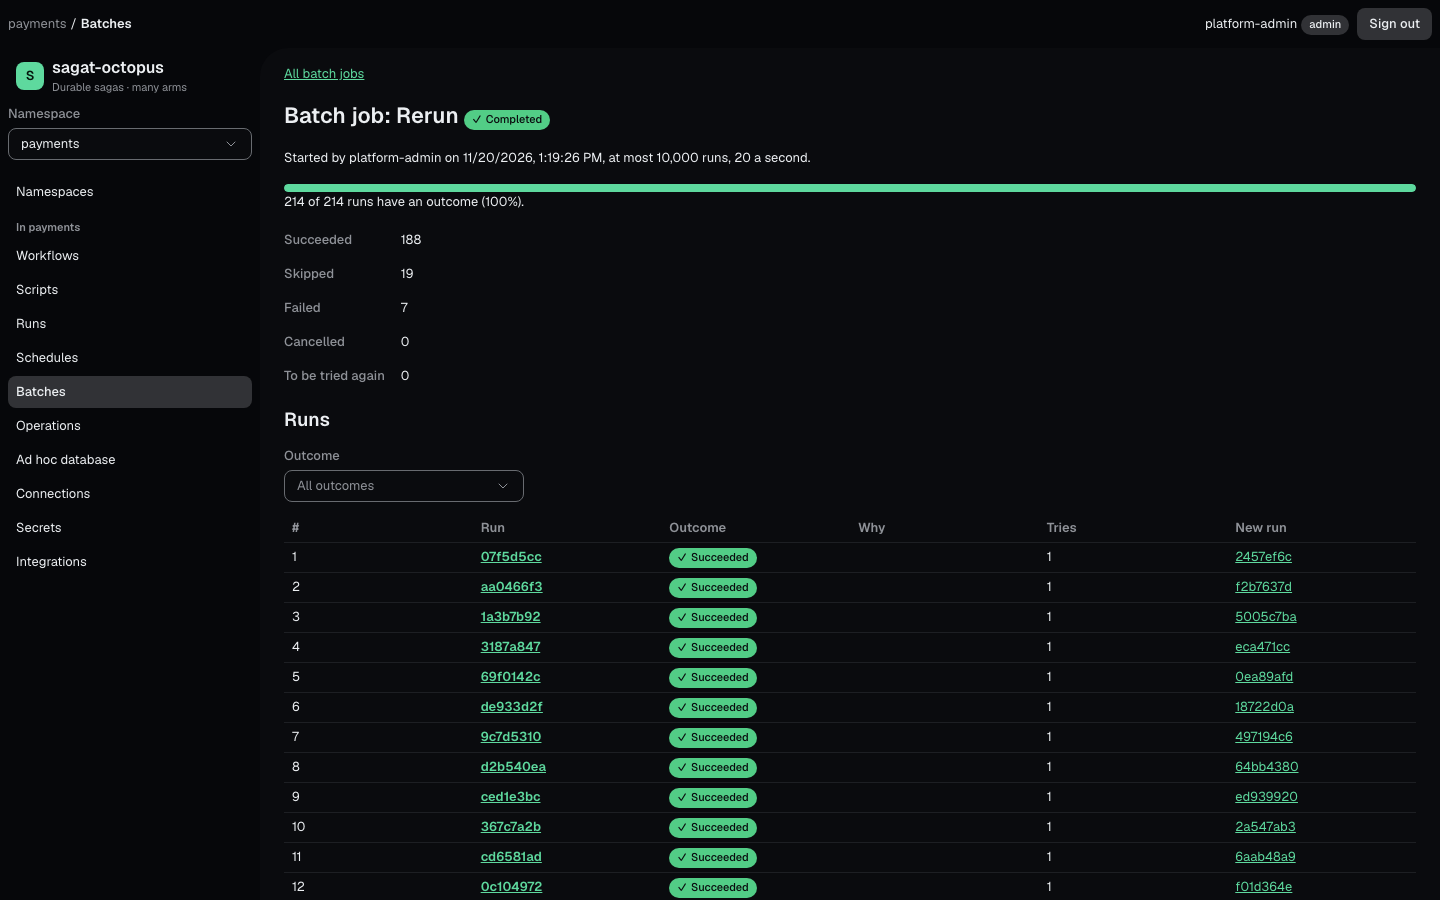 payments / Batches
platform-admin admin Sign out
S
sagat-octopus
Durable sagas · many arms
Namespace
payments
Namespaces
In payments
Workflows
Scripts
Runs
Schedules
Batches
Operations
Ad hoc database
Connections
Secrets
Integrations
All batch jobs
Batch job: Rerun ✓ Completed
Started by platform-admin on 11/20/2026, 1:19:26 PM, at most 10,000 runs, 20 a second.
214 of 214 runs have an outcome (100%).
Succeeded 188
Skipped 19
Failed 7
Cancelled 0
To be tried again 0
Runs
Outcome
All outcomes
# Run Outcome Why Tries New run
1 07f5d5cc ✓ Succeeded 1 2457ef6c
2 aa0466f3 ✓ Succeeded 1 f2b7637d
3 1a3b7b92 ✓ Succeeded 1 5005c7ba
4 3187a847 ✓ Succeeded 1 eca471cc
5 69f0142c ✓ Succeeded 1 0ea89afd
6 de933d2f ✓ Succeeded 1 18722d0a
7 9c7d5310 ✓ Succeeded 1 497194c6
8 d2b540ea ✓ Succeeded 1 64bb4380
9 ced1e3bc ✓ Succeeded 1 ed939920
10 367c7a2b ✓ Succeeded 1 2a547ab3
11 cd6581ad ✓ Succeeded 1 6aab48a9
12 0c104972 ✓ Succeeded 1 f01d364e